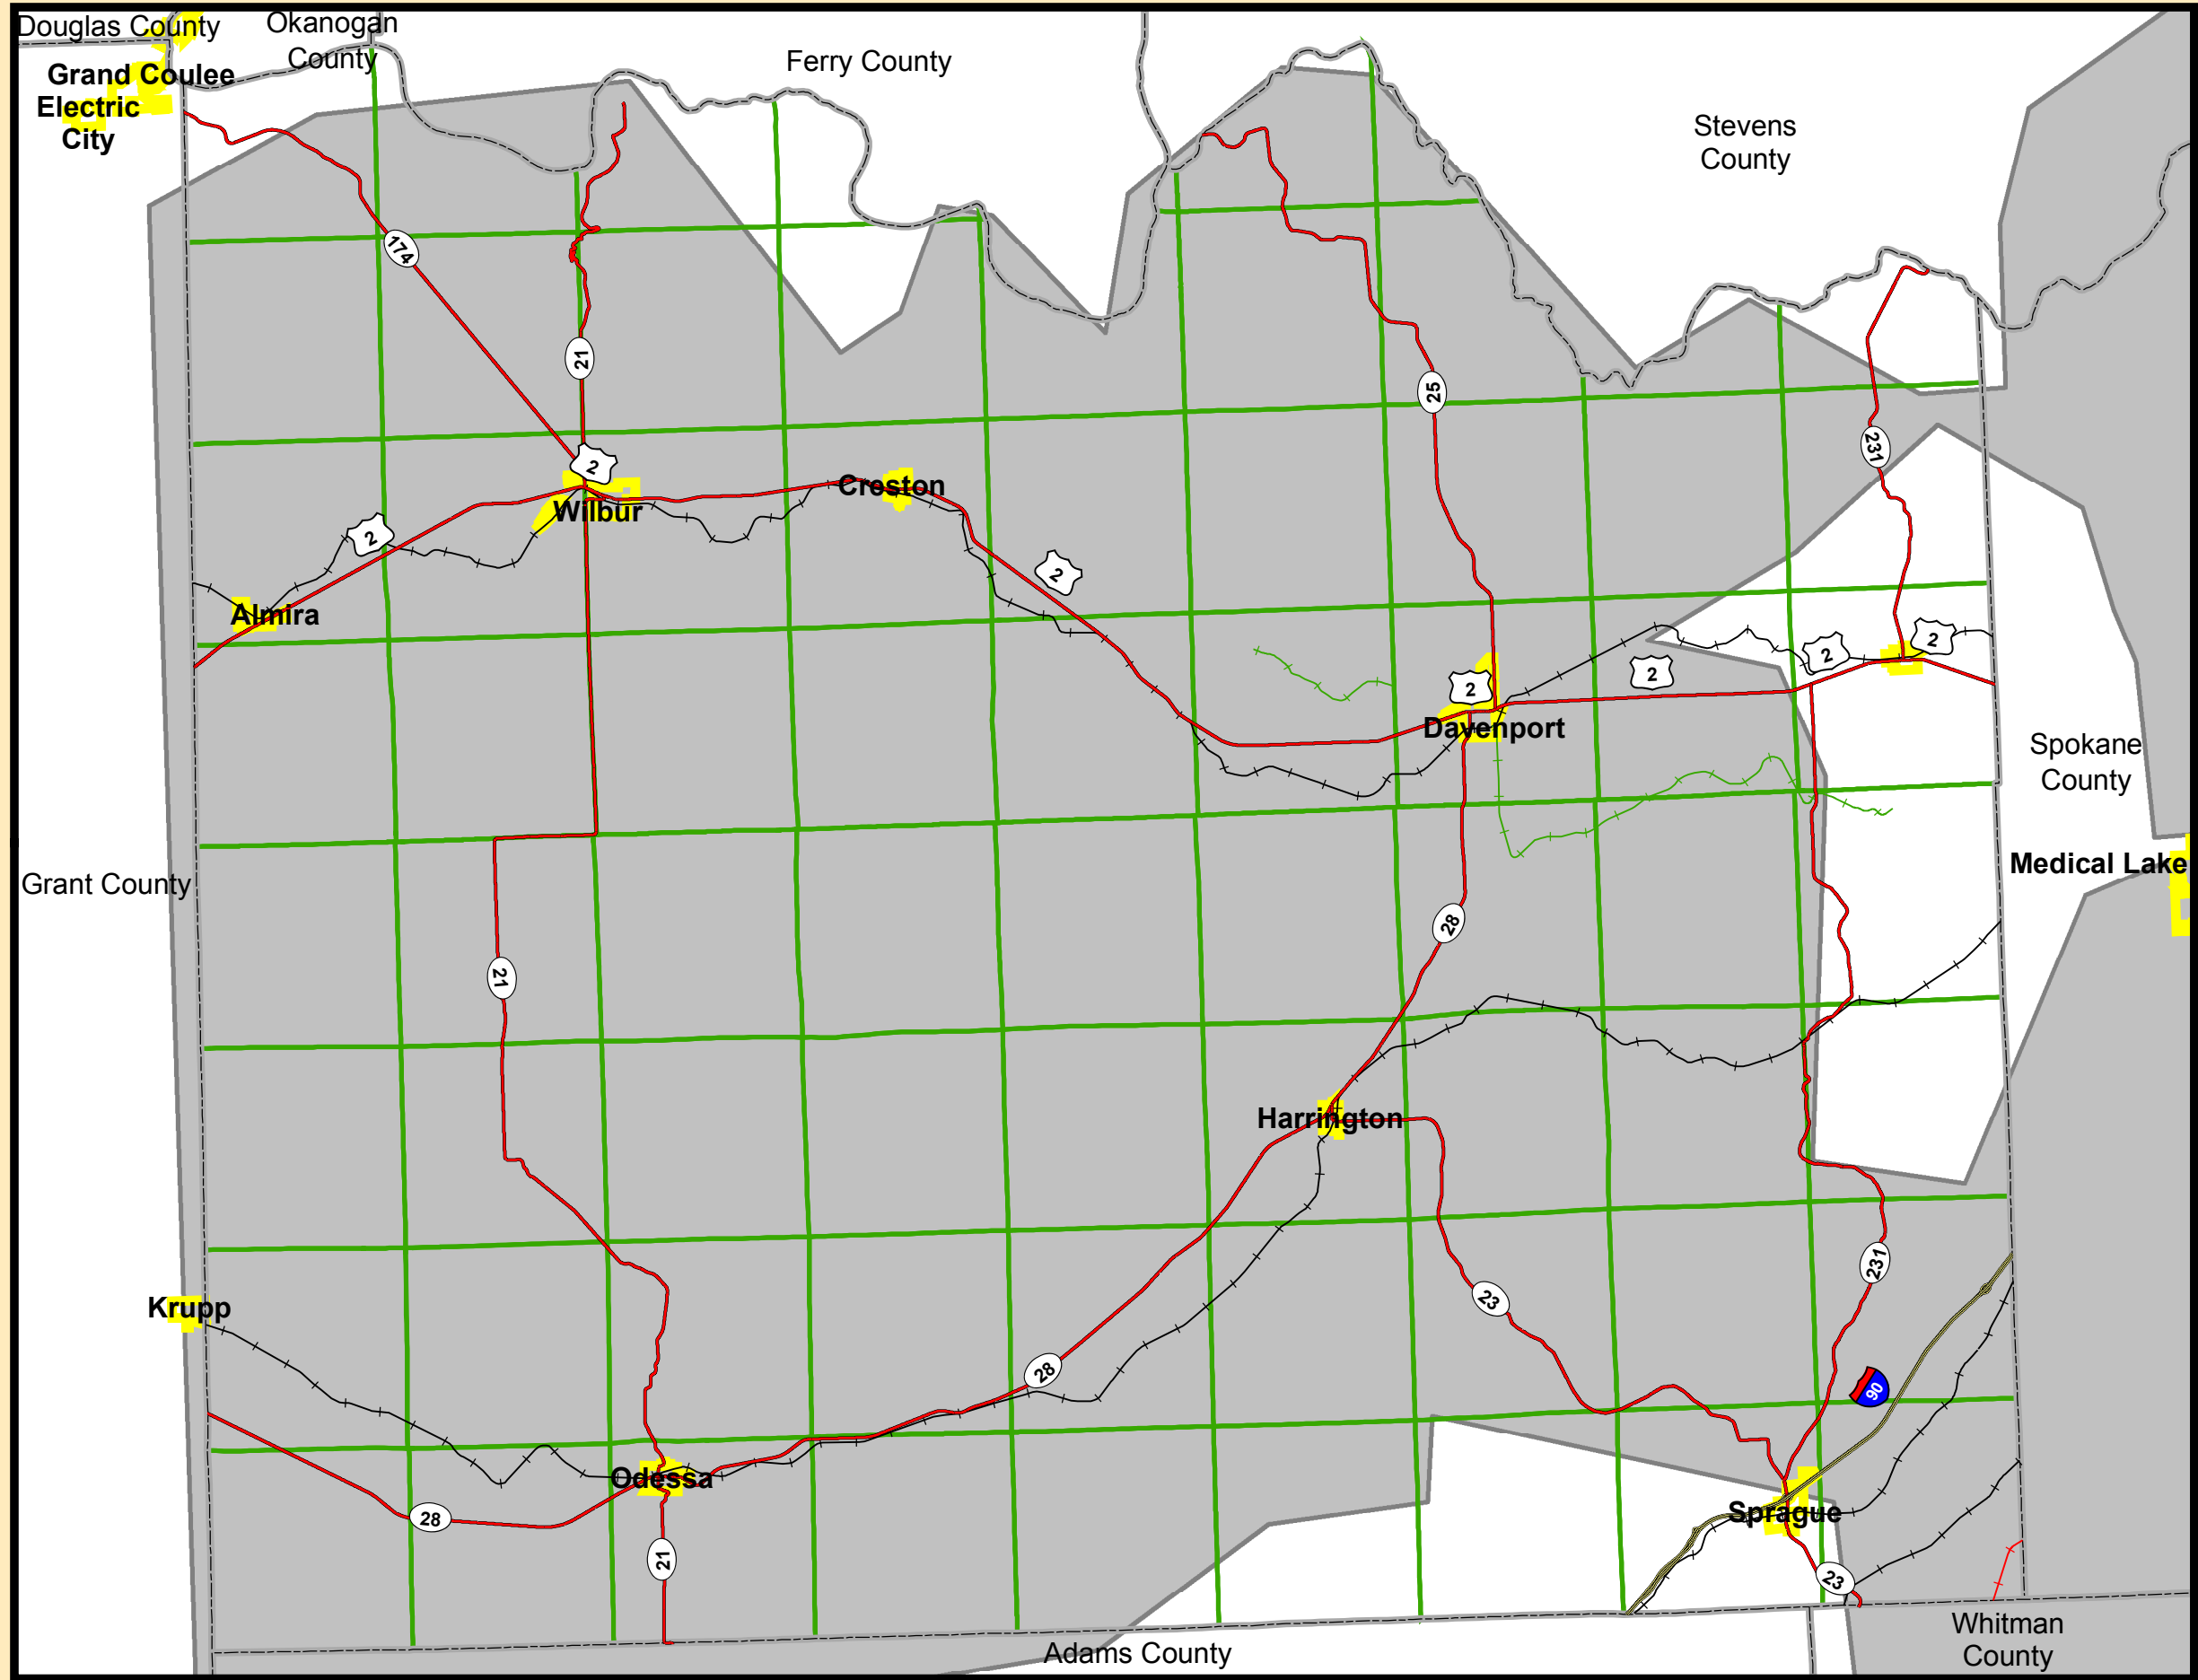 Douglas County
Okanogan
County
Ferry County
Grand Coulee
Electric
City
Stevens
County
174
21
25
231
2
Wilbur
Creston
2
2
Almira
2
2
2
2
Davenport
Spokane
County
Medical Lake
Grant County
28
21
Harrington
231
23
Krupp
28
90
Odessa
28
Sprague
21
23
Whitman
County
Adams County